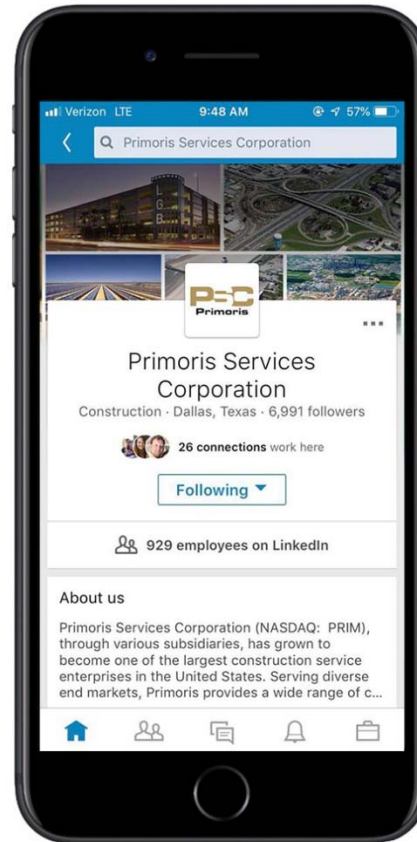 Verizon LTE 9:48 AM 57%
Primoris Services Corporation
LGB
PSC
Primoris
Primoris Services
Corporation
Construction · Dallas, Texas · 6,991 followers
26 connections work here
Following
929 employees on LinkedIn
About us
Primoris Services Corporation (NASDAQ: PRIM),
through various subsidiaries, has grown to
become one of the largest construction service
enterprises in the United States. Serving diverse
end markets, Primoris provides a wide range of c...